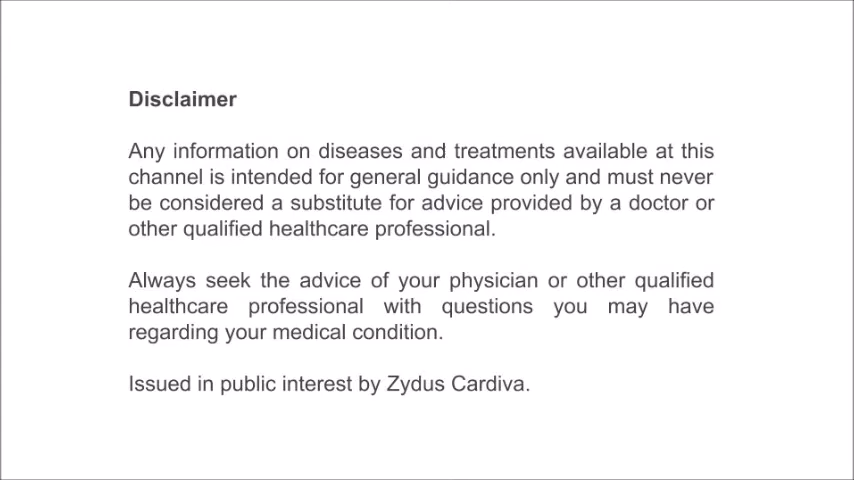 Disclaimer
Any information on diseases and treatments available at this
channel is intended for general guidance only and must never
be considered a substitute for advice provided by a doctor or
other qualified healthcare professional.
Always seek the advice of your physician or other qualified
healthcare professional with questions you may have
regarding your medical condition.
Issued in public interest by Zydus Cardiva.